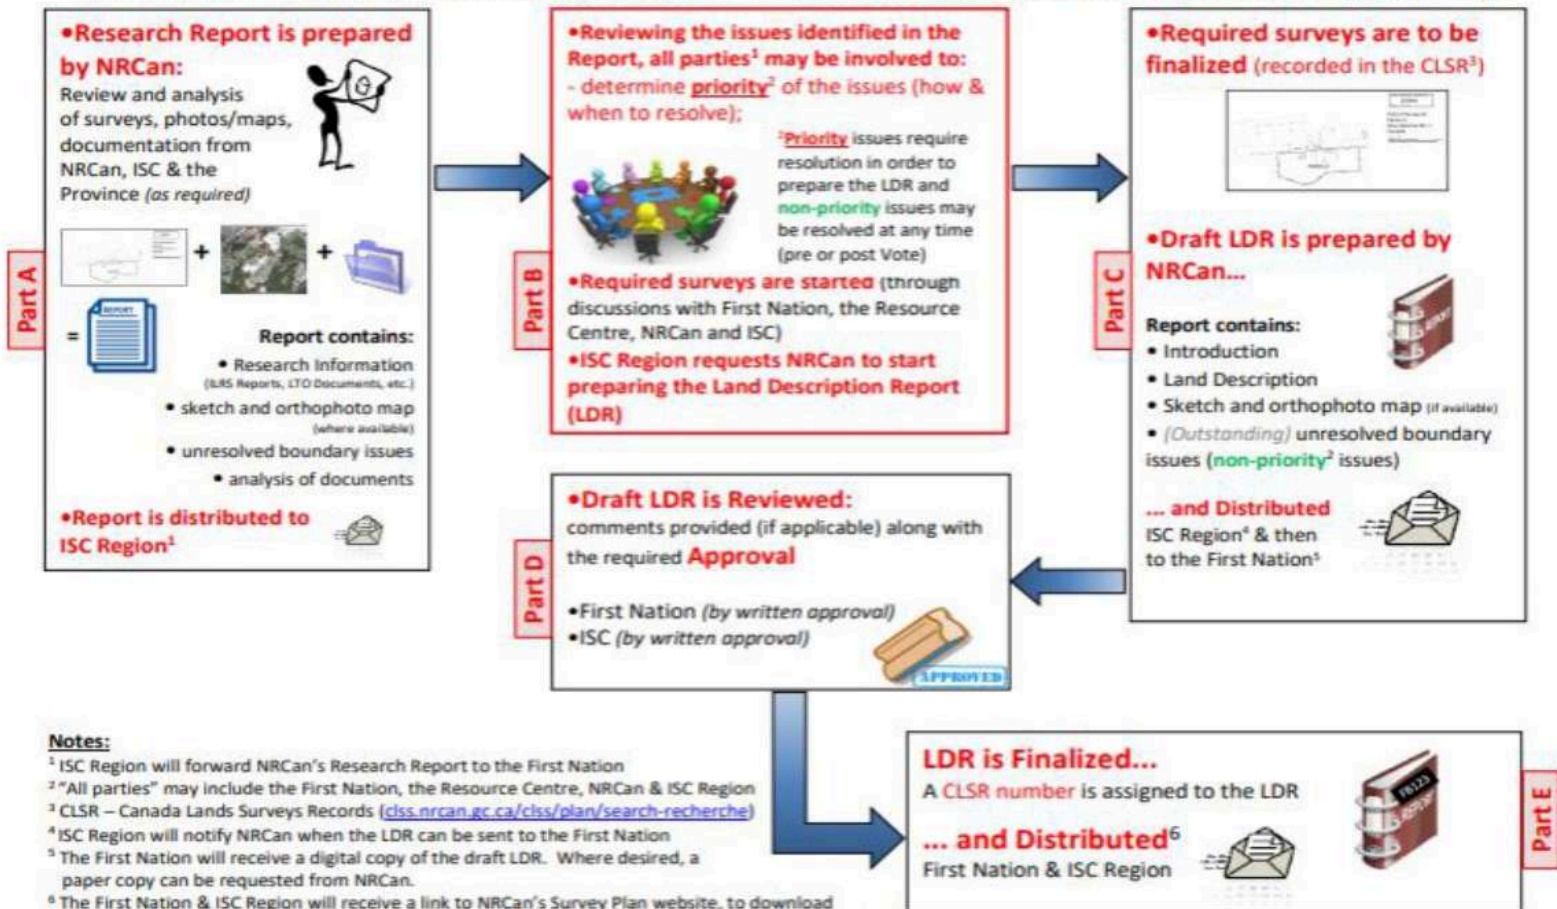 Part A
•Research Report is prepared
by NRCan:
Review and analysis
of surveys, photos/maps,
documentation from
NRCan, ISC & the
Province (as required)
+
+
=
REPORT
Report contains:
• Research Information
(ILRS Reports, LTO Documents, etc.)
• sketch and orthophoto map
(where available)
• unresolved boundary issues
• analysis of documents
•Report is distributed to
ISC Region¹
Part B
•Reviewing the issues identified in the
Report, all parties¹ may be involved to:
- determine priority² of the issues (how &
when to resolve);
²Priority issues require
resolution in order to
prepare the LDR and
non-priority issues may
be resolved at any time
(pre or post Vote)
•Required surveys are started (through
discussions with First Nation, the Resource
Centre, NRCan and ISC)
•ISC Region requests NRCan to start
preparing the Land Description Report
(LDR)
Part C
•Required surveys are to be
finalized (recorded in the CLSR³)
•Draft LDR is prepared by
NRCan...
REPORT
Report contains:
• Introduction
• Land Description
• Sketch and orthophoto map (if available)
• (Outstanding) unresolved boundary
issues (non-priority² issues)
... and Distributed
ISC Region⁴ & then
to the First Nation⁵
Part D
•Draft LDR is Reviewed:
comments provided (if applicable) along with
the required Approval
•First Nation (by written approval)
•ISC (by written approval)
APPROVED
Part E
LDR is Finalized...
A CLSR number is assigned to the LDR
... and Distributed⁶
First Nation & ISC Region
FB123
REPORT
Notes:
¹ ISC Region will forward NRCan's Research Report to the First Nation
² "All parties" may include the First Nation, the Resource Centre, NRCan & ISC Region
³ CLSR – Canada Lands Surveys Records (clss.nrcan.gc.ca/clss/plan/search-recherche)
⁴ ISC Region will notify NRCan when the LDR can be sent to the First Nation
⁵ The First Nation will receive a digital copy of the draft LDR. Where desired, a
paper copy can be requested from NRCan.
⁶ The First Nation & ISC Region will receive a link to NRCan's Survey Plan website, to download